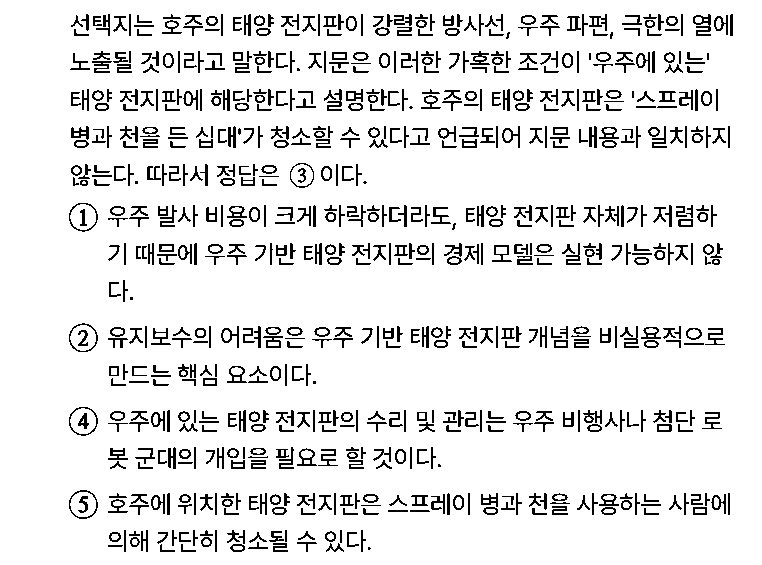 선택지는 호주의 태양 전지판이 강렬한 방사선, 우주 파편, 극한의 열에
노출될 것이라고 말한다. 지문은 이러한 가혹한 조건이 '우주에 있는'
태양 전지판에 해당한다고 설명한다. 호주의 태양 전지판은 '스프레이
병과 천을 든 십대'가 청소할 수 있다고 언급되어 지문 내용과 일치하지
않는다. 따라서 정답은 ③이다.
① 우주 발사 비용이 크게 하락하더라도, 태양 전지판 자체가 저렴하
기 때문에 우주 기반 태양 전지판의 경제 모델은 실현 가능하지 않
다.
② 유지보수의 어려움은 우주 기반 태양 전지판 개념을 비실용적으로
만드는 핵심 요소이다.
④ 우주에 있는 태양 전지판의 수리 및 관리는 우주 비행사나 첨단 로
봇 군대의 개입을 필요로 할 것이다.
⑤ 호주에 위치한 태양 전지판은 스프레이 병과 천을 사용하는 사람에
의해 간단히 청소될 수 있다.